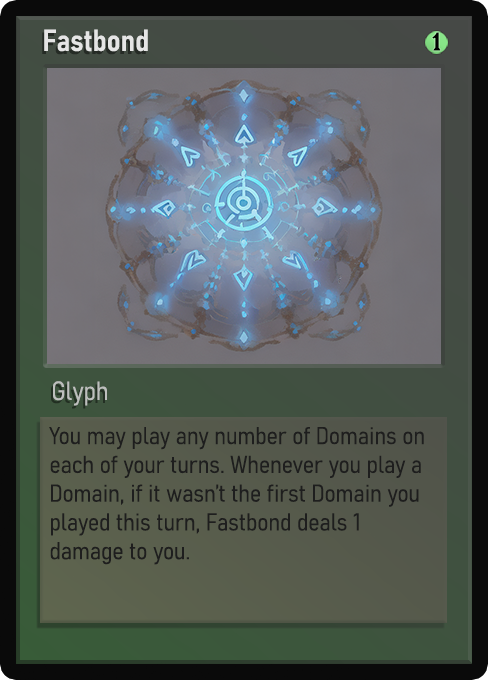 Fastbond 1
Glyph
You may play any number of Domains on
each of your turns. Whenever you play a
Domain, if it wasn't the first Domain you
played this turn, Fastbond deals 1
damage to you.